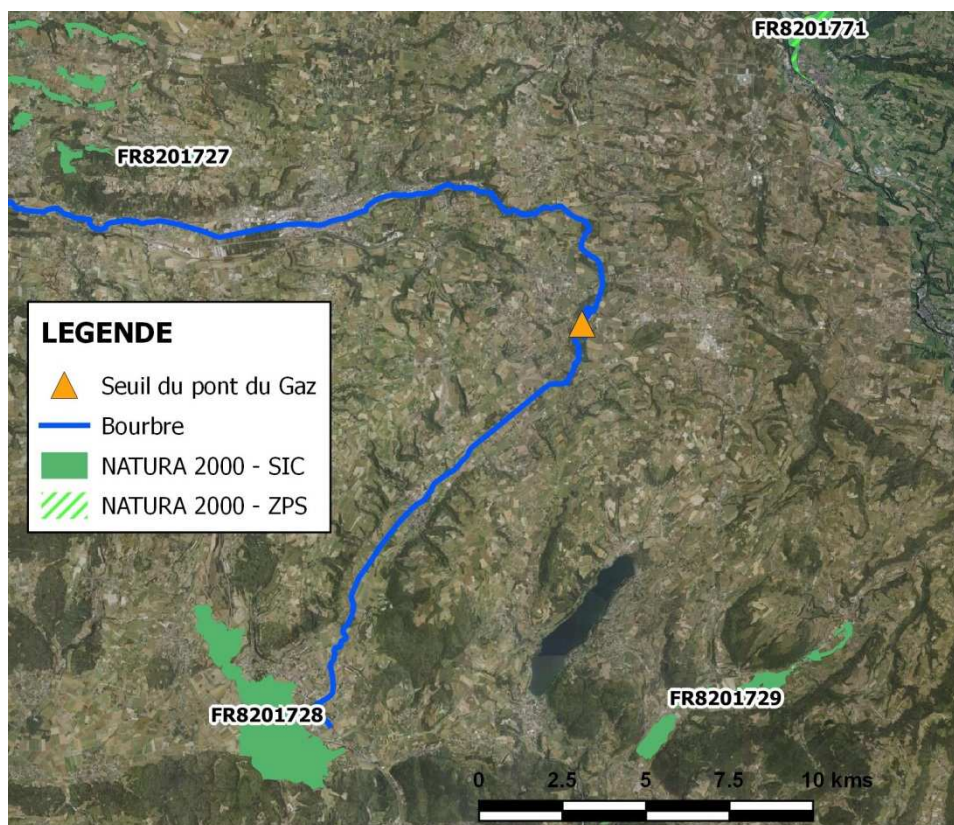 FR8201771
FR8201727
LEGENDE
Seuil du pont du Gaz
Bourbre
NATURA 2000 - SIC
NATURA 2000 - ZPS
FR8201729
FR8201728
0 2.5 5 7.5 10 kms